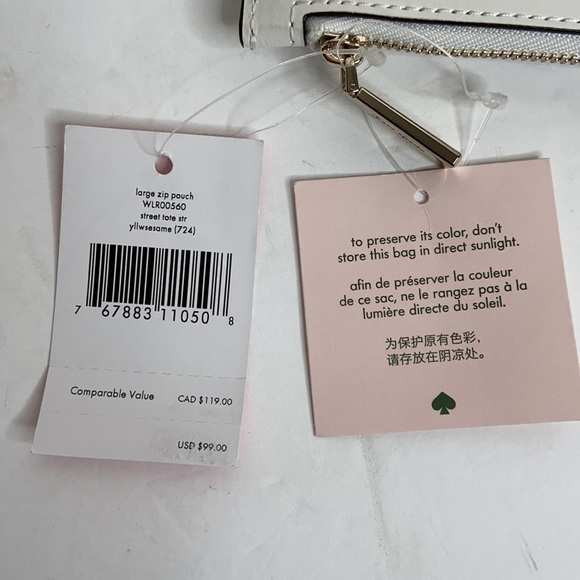 large zip pouch
WLR00560
street tote str
yllwsesame (724)
7 67883 11050 8
Comparable Value CAD $119.00
USD $99.00
to preserve its color, don't
store this bag in direct sunlight.
afin de préserver la couleur
de ce sac, ne le rangez pas à la
lumière directe du soleil.
为保护原有色彩,
请存放在阴凉处。